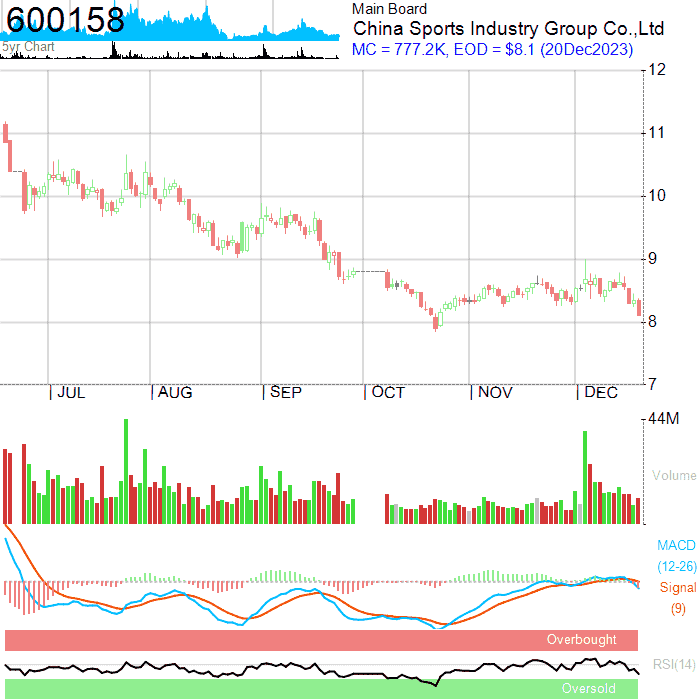 600158
Main Board
China Sports Industry Group Co.,Ltd
5yr Chart
MC = 777.2K, EOD = $8.1 (20Dec2023)
12
11
10
9
8
7
JUL AUG SEP OCT NOV DEC
44M
Volume
MACD
(12-26)
Signal
(9)
Overbought
RSI(14)
Oversold